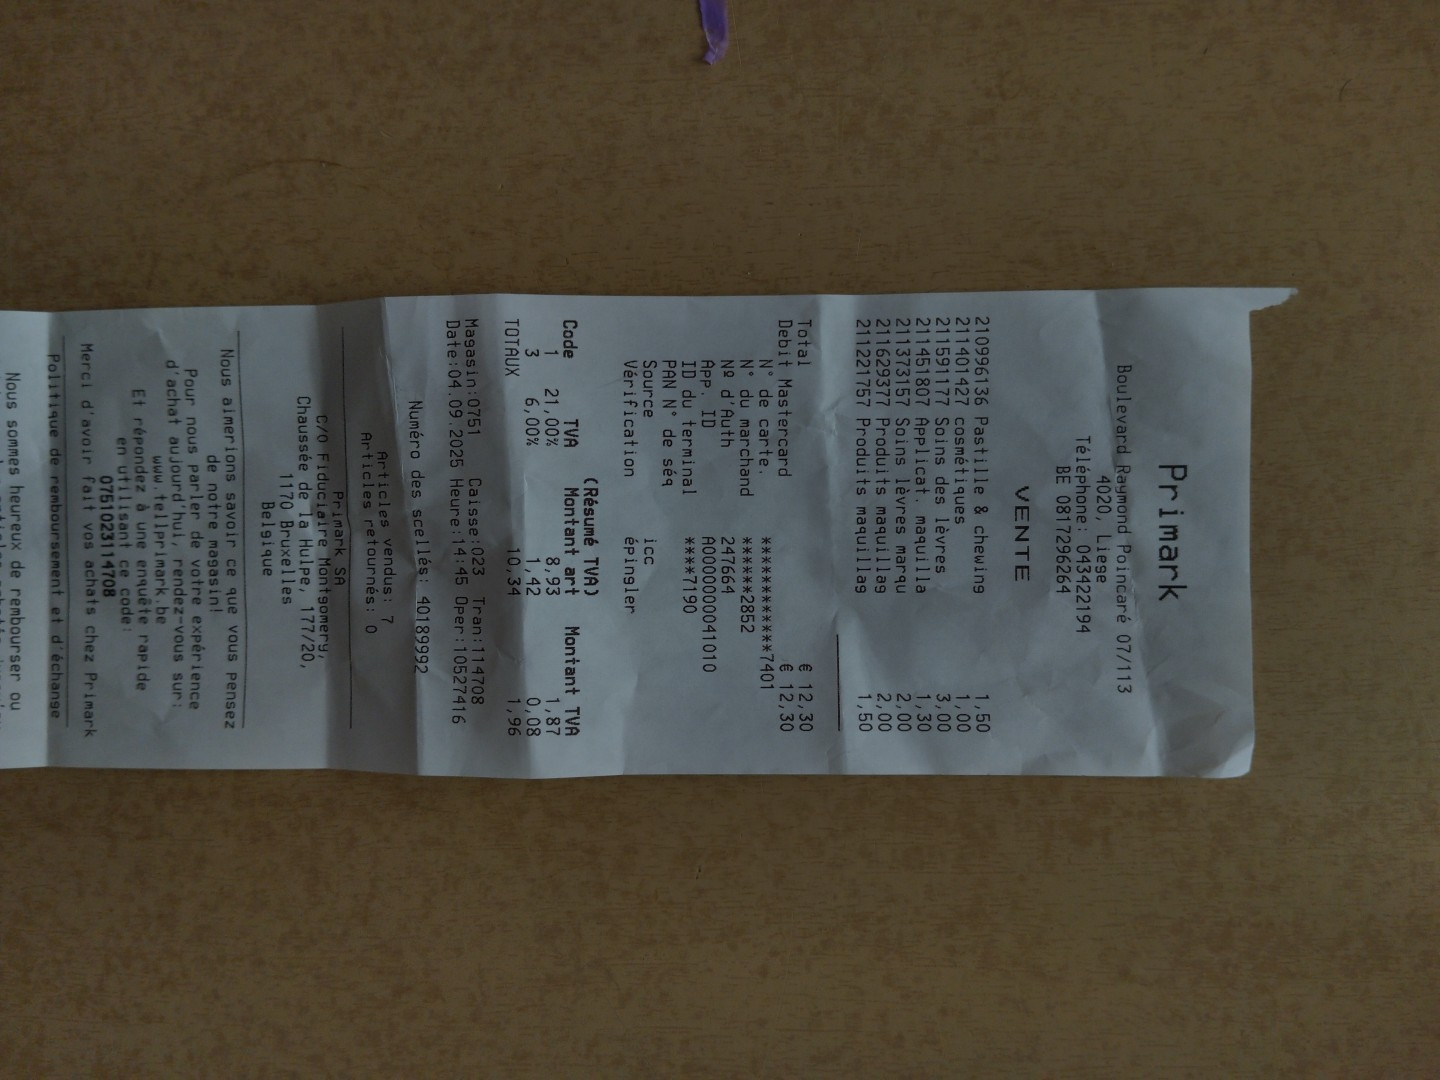 Primark
Boulevard Raymond Poincaré 07/113
4020, Liege
Téléphone: 043422194
BE 0817296264
VENTE
210996136 Pastille & chewing 1,50
211401427 cosmétiques 1,00
211591177 Soins des lèvres 3,00
211451807 Applicat. maquilla 1,30
211373157 Soins lèvres marqu 2,00
211629377 Produits maquillag 2,00
211221757 Produits maquillag 1,50
Total € 12,30
Debit Mastercard € 12,30
N° de carte. ************7401
N° du marchand ******2852
Nº d'Auth 247664
App. ID A0000000041010
ID du terminal ****7190
PAN N° de séq
Source icc
Vérification épingler
(Résumé TVA)
Code TVA Montant art Montant TVA
1 21,00% 8,93 1,87
3 6,00% 1,42 0,08
TOTAUX 10,34 1,96
Magasin:0751 Caisse:023 Tran:114708
Date:04.09.2025 Heure:14:45 Oper:10527416
Numéro des scellés: 40189992
Articles vendus: 7
Articles retournés: 0
Primark SA
C/O Fiduciaire Montgomery,
Chaussée de la Hulpe, 177/20,
1170 Bruxelles
Belgique
Nous aimerions savoir ce que vous pensez
de notre magasin!
Pour nous parler de votre expérience
d'achat aujourd'hui, rendez-vous sur:
www.tellprimark.be
Et répondez à une enquête rapide
en utilisant ce code:
075102311470​8
Merci d'avoir fait vos achats chez Primark
Politique de remboursement et d'échange
Nous sommes heureux de rembourser ou